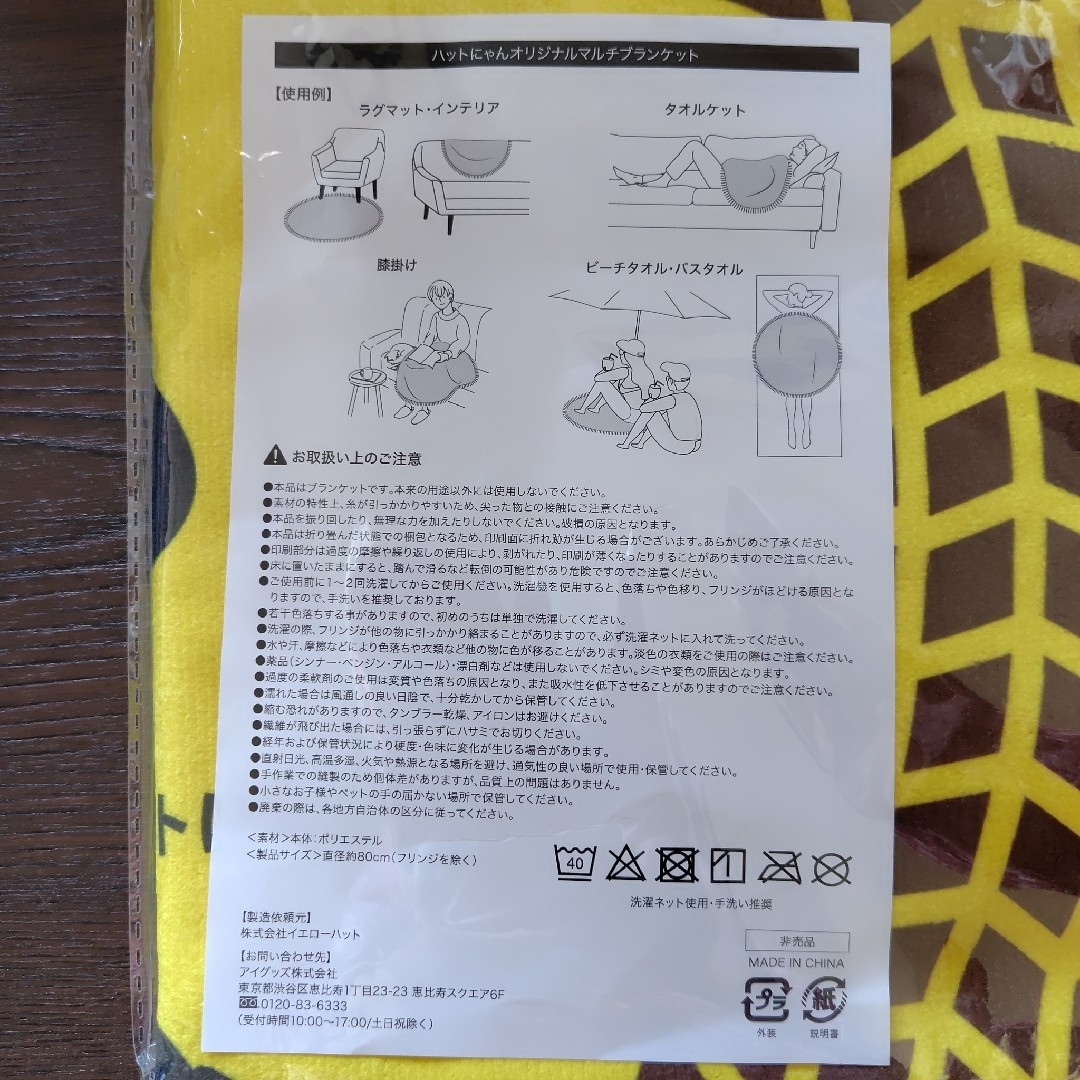 ハットにゃんオリジナルマルチブランケット
【使用例】
ラグマット・インテリア
タオルケット
膝掛け
ビーチタオル・バスタオル
お取扱い上のご注意
●本品はブランケットです。本来の用途以外には使用しないでください。
●素材の特性上、糸が引っかかりやすいため、尖った物との接触にご注意ください。
●本品を振り回したり、無理な力を加えたりしないでください。破損の原因となります。
●本品は折り畳んだ状態での梱包となるため、印刷面に折れ跡が生じる場合がございます。あらかじめご了承ください。
●印刷部分は過度の摩擦や繰り返しの使用により、剥がれたり、印刷が薄くなったりすることがありますのでご注意ください。
●床に置いたままにすると、踏んで滑るなど転倒の可能性があり危険ですのでご注意ください。
●ご使用前に1〜2回洗濯してからご使用ください。洗濯機を使用すると、色落ちや色移り、フリンジがほどける原因とな
りますので、手洗いを推奨しております。
●若干色落ちする事がありますので、初めのうちは単独で洗濯してください。
●洗濯の際、フリンジが他の物に引っかかり絡まることがありますので、必ず洗濯ネットに入れて洗ってください。
●水や汗、摩擦などにより色落ちや衣類など他の物に色が移ることがあります。淡色の衣類をご使用の際はご注意ください。
●薬品(シンナー・ベンジン・アルコール)・漂白剤などは使用しないでください。シミや変色の原因となります。
●過度の柔軟剤のご使用は変質や色落ちの原因となり、また吸水性を低下させることがありますのでご注意ください。
●濡れた場合は風通しの良い日陰で、十分乾かしてから保管してください。
●縮む恐れがありますので、タンブラー乾燥、アイロンはお避けください。
●繊維が飛び出た場合には、引っ張らずにハサミでお切りください。
●経年および保管状況により硬度・色味に変化が生じる場合があります。
●直射日光、高温多湿、火気や熱源となる場所を避け、通気性の良い場所で使用・保管してください。
●手作業での縫製のため個体差がありますが、品質上の問題はありません。
●小さなお子様やペットの手の届かない場所で保管してください。
●廃棄の際は、各地方自治体の区分に従ってください。
<素材>本体:ポリエステル
<製品サイズ>直径約80cm(フリンジを除く)
40
洗濯ネット使用・手洗い推奨
【製造依頼元】
株式会社イエローハット
【お問い合わせ先】
アイグッズ株式会社
東京都渋谷区恵比寿1丁目23-23 恵比寿スクエア6F
0120-83-6333
(受付時間10:00〜17:00/土日祝除く)
非売品
MADE IN CHINA
プラ 紙
外装 説明書